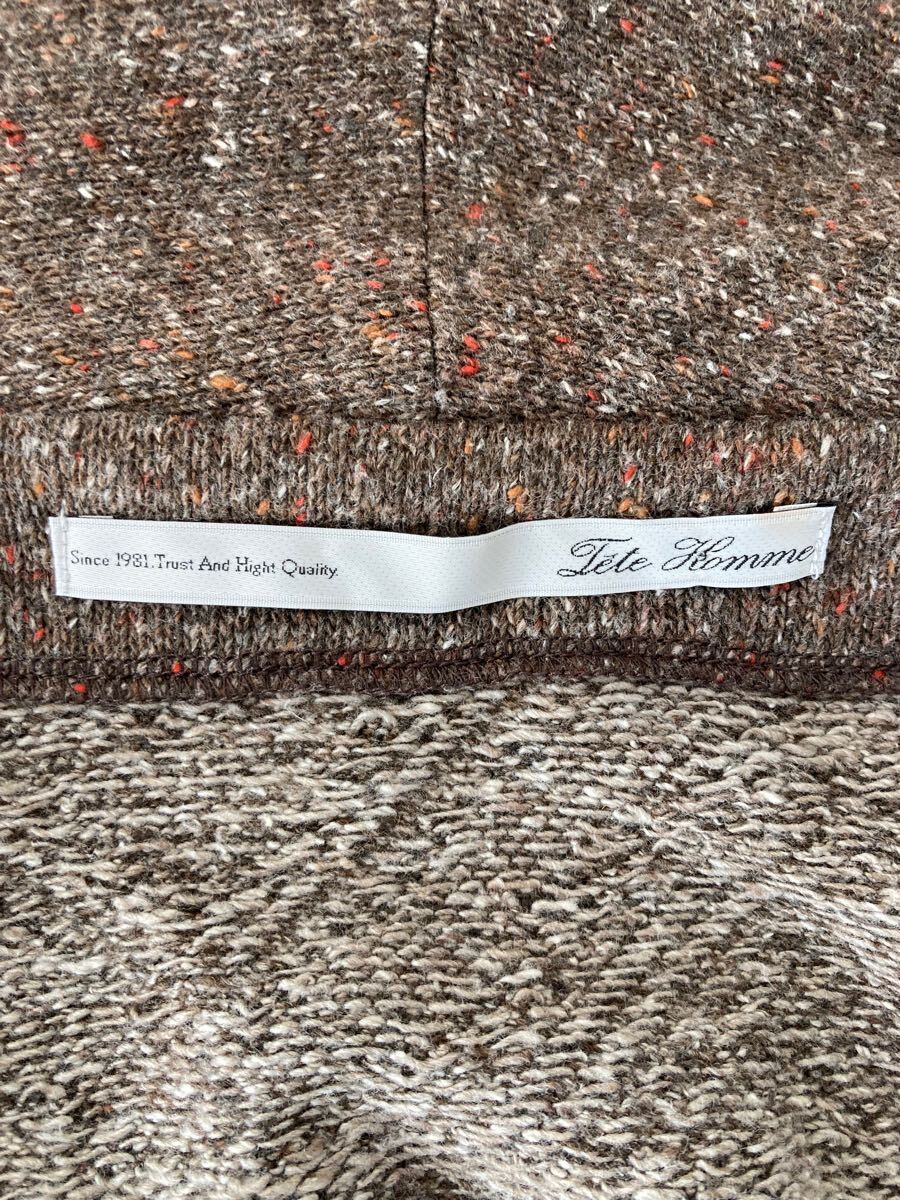 Since 1981.Trust And Hight Quality.
Tête Homme